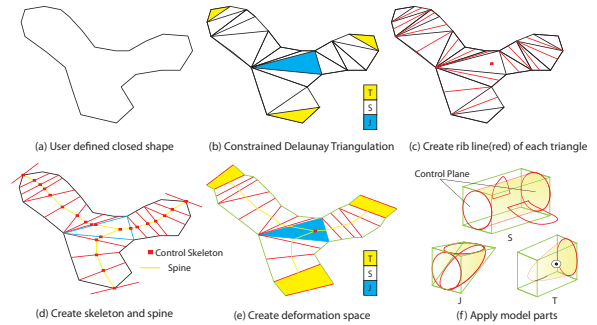 T
S
J
(a) User defined closed shape
(b) Constrained Delaunay Triangulation
(c) Create rib line(red) of each triangle
Control Skeleton
Spine
T
S
J
Control Plane
S
J
T
(d) Create skeleton and spine
(e) Create deformation space
(f) Apply model parts